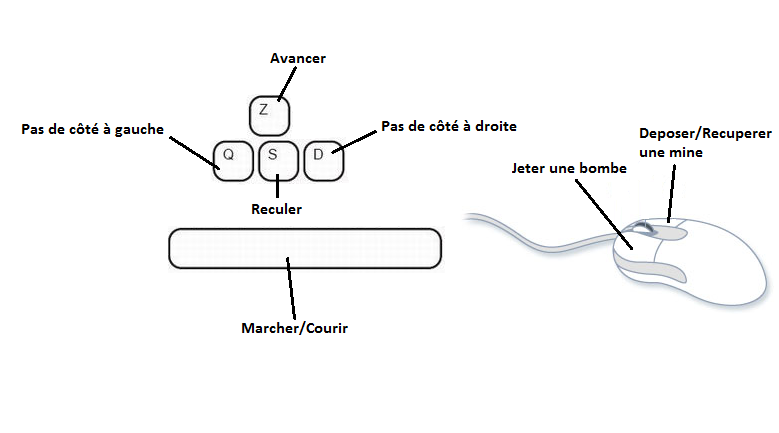 Avancer
Z
Pas de côté à gauche
Pas de côté à droite
Q
S
D
Reculer
Marcher/Courir
Deposer/Recuperer
une mine
Jeter une bombe